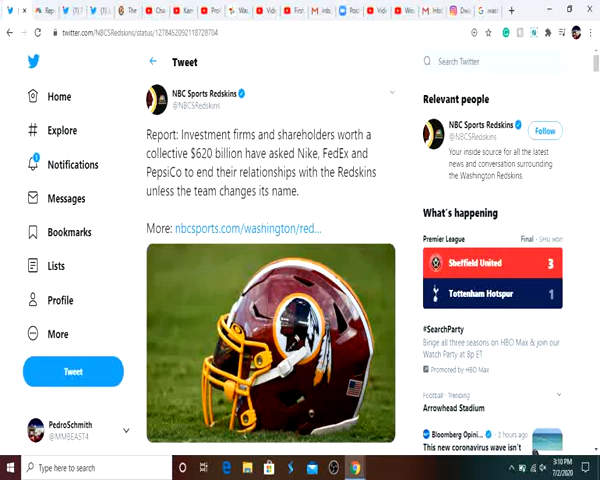 twitter.com/NBCSRedskins/status/1278452092118728704
Home
Explore
Notifications
Messages
Bookmarks
Lists
Profile
More
Tweet
PedroSchmith
@MMBEAST4
Tweet
NBC Sports Redskins
@NBCSRedskins
Report: Investment firms and shareholders worth a
collective $620 billion have asked Nike, FedEx and
PepsiCo to end their relationships with the Redskins
unless the team changes its name.
More: nbcsports.com/washington/red...
Search Twitter
Relevant people
NBC Sports Redskins
@NBCSRedskins
Follow
Your inside source for all the latest
news and conversation surrounding
the Washington Redskins.
What's happening
Premier League
Final · SHU won
Sheffield United 3
Tottenham Hotspur 1
#SearchParty
Binge all three seasons on HBO Max & join our
Watch Party at 8p ET
Promoted by HBO Max
Football · Trending
Arrowhead Stadium
Bloomberg Opini... · 2 hours ago
This new coronavirus wave isn't
Type here to search
3:10 PM
7/2/2020